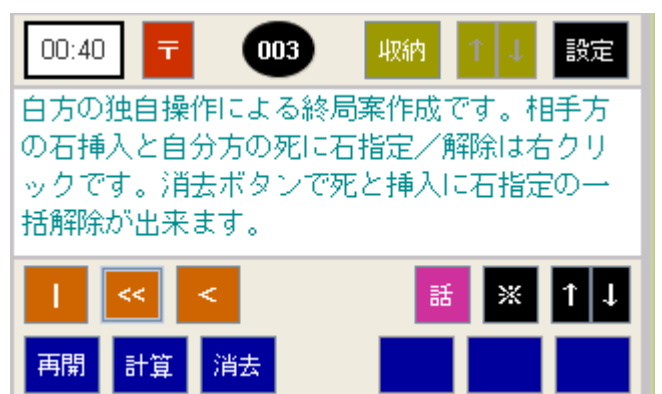 00:40 〒 003 収納 ↑ ↓ 設定
白方の独自操作による終局案作成です。相手方
の石挿入と自分方の死に石指定／解除は右クリ
ックです。消去ボタンで死と挿入に石指定の一
括解除が出来ます。
| << < 話 ※ ↑ ↓
再開 計算 消去